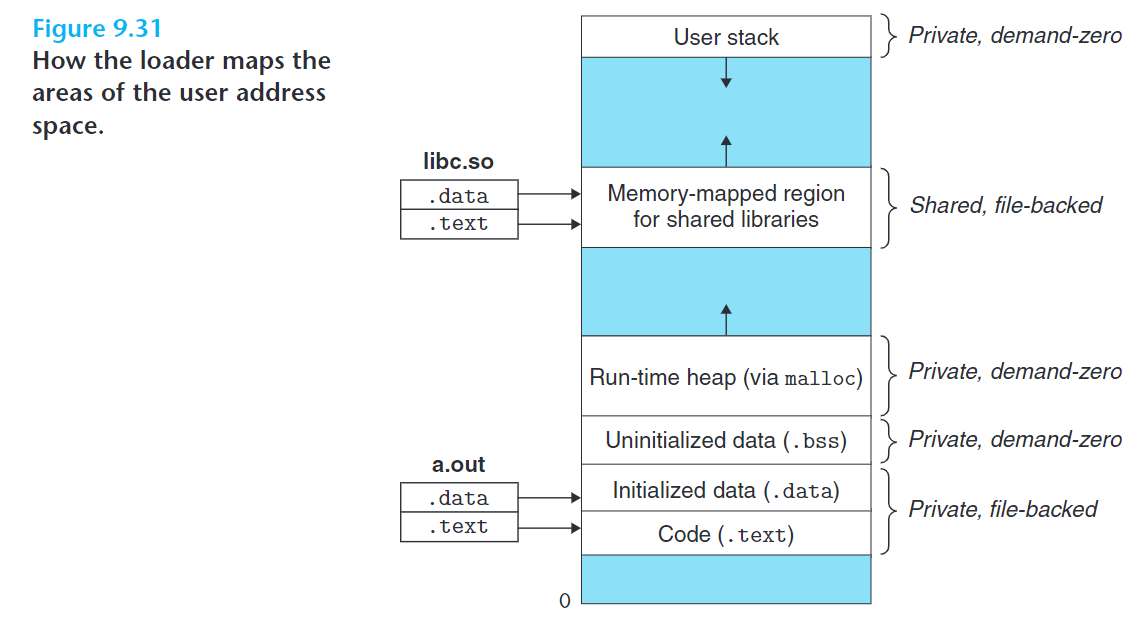 Figure 9.31
How the loader maps the
areas of the user address
space.
User stack
Private, demand-zero
libc.so
.data
.text
Memory-mapped region
for shared libraries
Shared, file-backed
Run-time heap (via malloc)
Private, demand-zero
Uninitialized data (.bss)
Private, demand-zero
a.out
.data
.text
Initialized data (.data)
Code (.text)
Private, file-backed
0